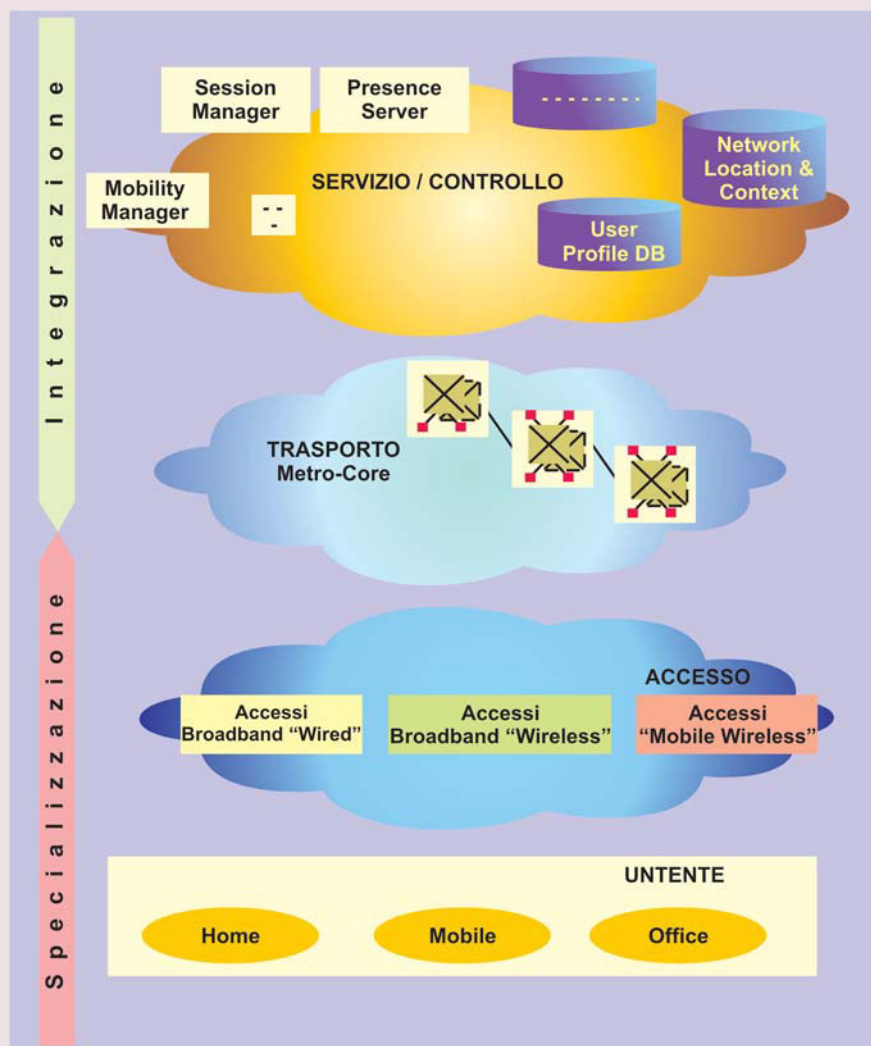 Integrazione
Session
Manager
Presence
Server
---------
Network
Location &
Context
SERVIZIO / CONTROLLO
Mobility
Manager
--
-
User
Profile DB
TRASPORTO
Metro-Core
Specializzazione
ACCESSO
Accessi
Broadband “Wired”
Accessi
Broadband “Wireless”
Accessi
“Mobile Wireless”
UNTENTE
Home
Mobile
Office